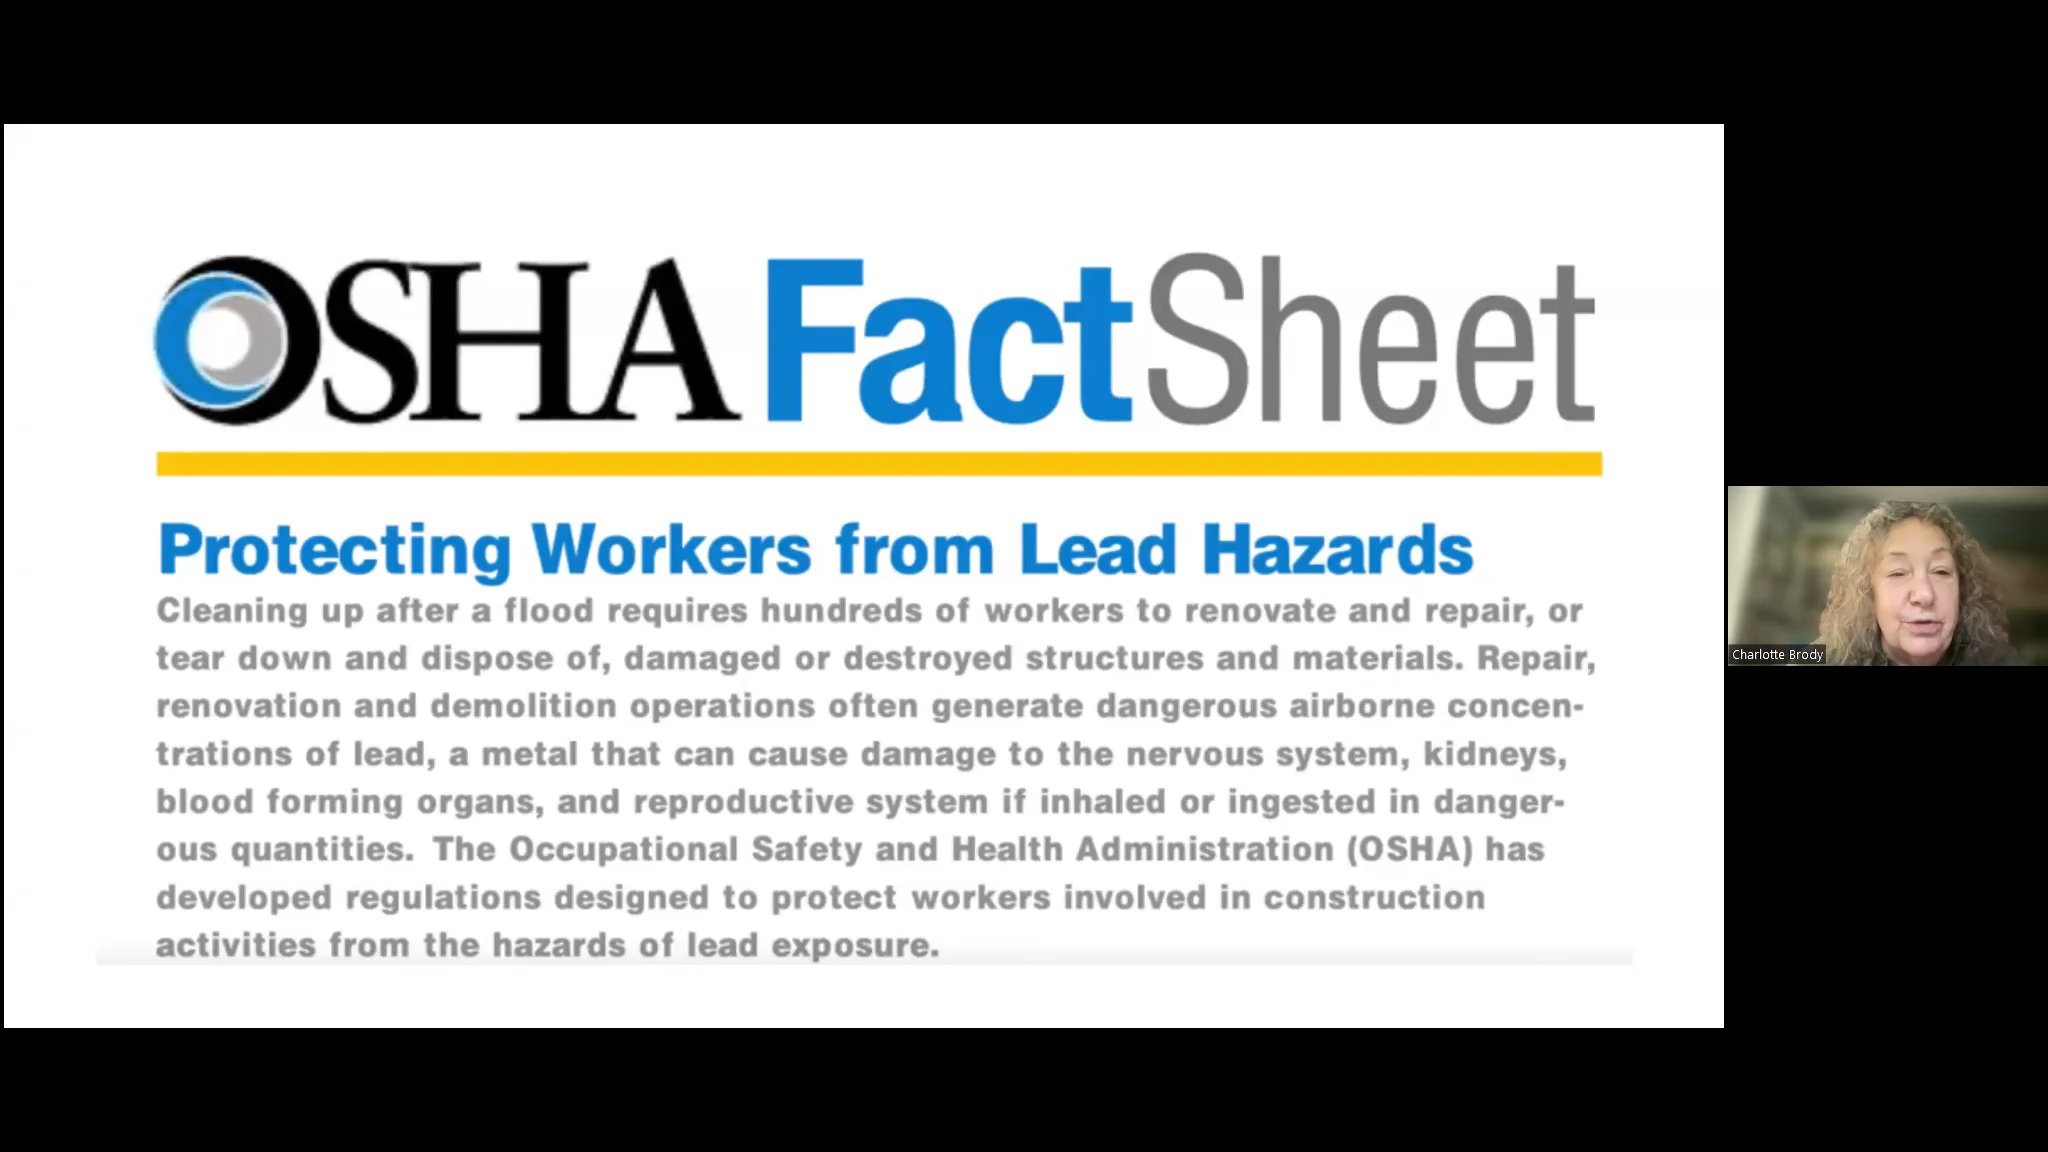 OSHA FactSheet
Protecting Workers from Lead Hazards
Cleaning up after a flood requires hundreds of workers to renovate and repair, or
tear down and dispose of, damaged or destroyed structures and materials. Repair,
renovation and demolition operations often generate dangerous airborne concen-
trations of lead, a metal that can cause damage to the nervous system, kidneys,
blood forming organs, and reproductive system if inhaled or ingested in danger-
ous quantities. The Occupational Safety and Health Administration (OSHA) has
developed regulations designed to protect workers involved in construction
activities from the hazards of lead exposure.
Charlotte Brody